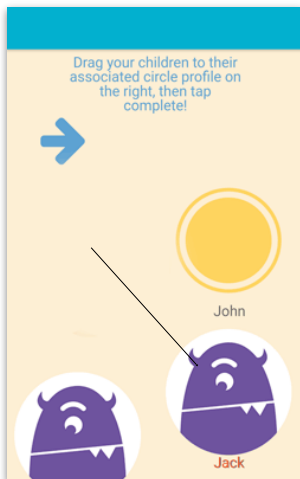 Drag your children to their
associated circle profile on
the right, then tap
complete!
John
Jack